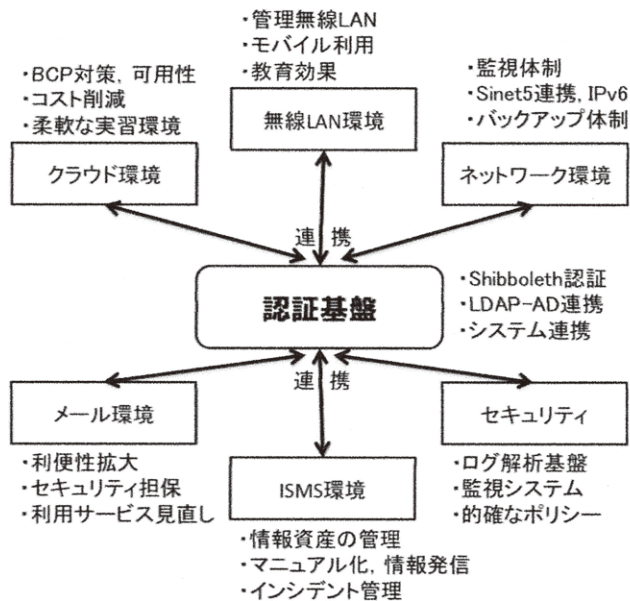 ・管理無線LAN
・モバイル利用
・教育効果
無線LAN環境
・BCP対策, 可用性
・コスト削減
・柔軟な実習環境
クラウド環境
・監視体制
・Sinet5連携, IPv6
・バックアップ体制
ネットワーク環境
連携
認証基盤
・Shibboleth認証
・LDAP-AD連携
・システム連携
連携
メール環境
・利便性拡大
・セキュリティ担保
・利用サービス見直し
ISMS環境
・情報資産の管理
・マニュアル化, 情報発信
・インシデント管理
セキュリティ
・ログ解析基盤
・監視システム
・的確なポリシー